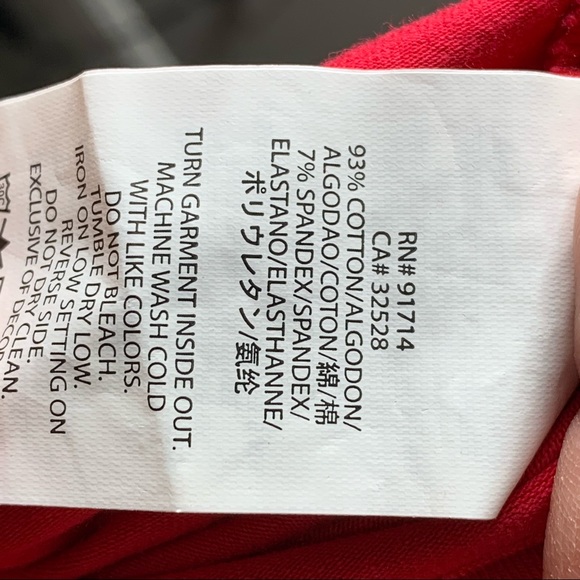 RN# 91714
CA# 32528
93% COTTON/ALGODON/
ALGODAO/COTON/綿/棉
7% SPANDEX/SPANDEX/
ELASTANO/ELASTHANNE/
ポリウレタン/氨纶
TURN GARMENT INSIDE OUT.
MACHINE WASH COLD
WITH LIKE COLORS.
DO NOT BLEACH.
TUMBLE DRY LOW.
IRON ON LOW
REVERSE SETTING ON
DO NOT SIDE.
EXCLUSIVE OF DRY CLEAN.